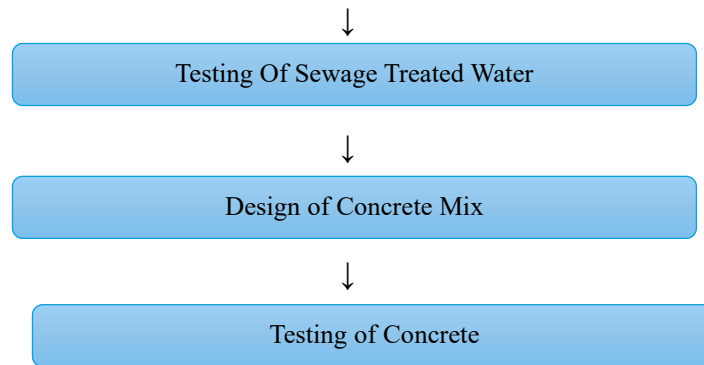 Testing Of Sewage Treated Water
Design of Concrete Mix
Testing of Concrete